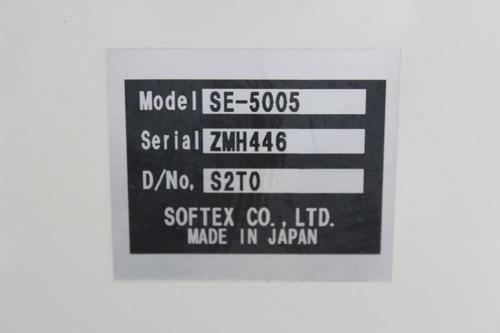 Model SE-5005
Serial ZMH446
D/No, S2T0
SOFTEX CO., LTD.
MADE IN JAPAN